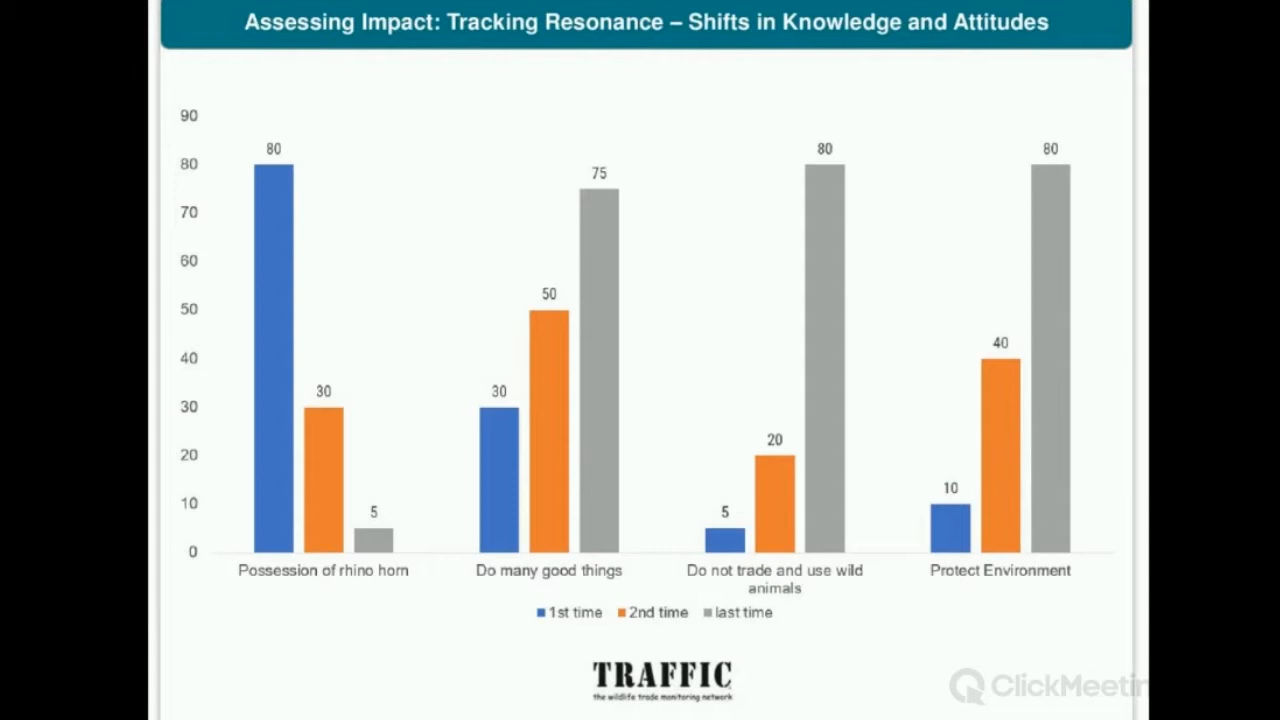 Assessing Impact: Tracking Resonance – Shifts in Knowledge and Attitudes
90
80
70
60
50
40
30
20
10
0
80
30
5
30
50
75
5
20
80
10
40
80
Possession of rhino horn
Do many good things
Do not trade and use wild
animals
Protect Environment
1st time
2nd time
last time
TRAFFIC
the wildlife trade monitoring network
ClickMeetin